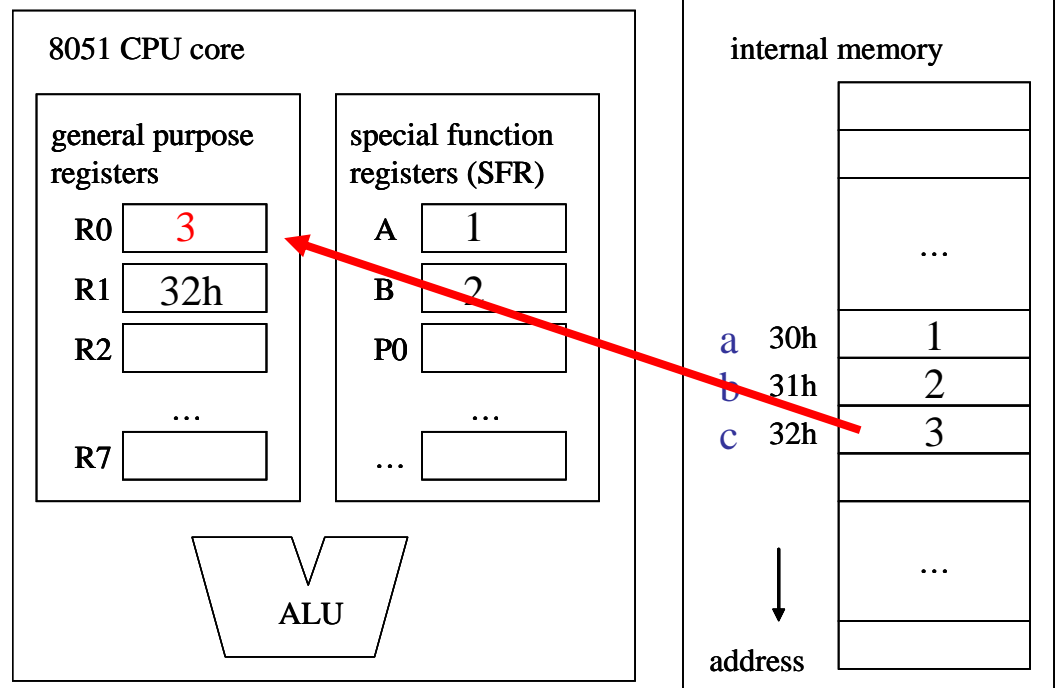 8051 CPU core
general purpose
registers
R0 3
R1 32h
R2
...
R7
special function
registers (SFR)
A 1
B 2
P0
...
...
ALU
internal memory
...
a 30h 1
b 31h 2
c 32h 3
...
address